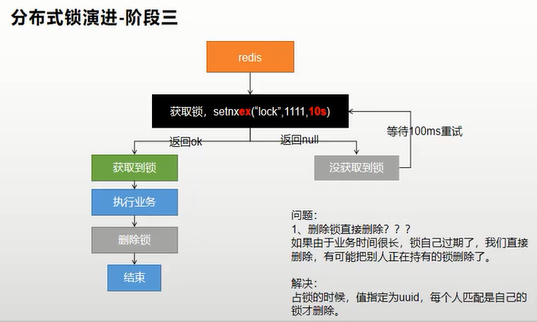 分布式锁演进-阶段三
redis
获取锁，setnxex("lock",1111,10s)
等待100ms重试
返回ok
返回null
获取到锁
没获取到锁
执行业务
删除锁
结束
问题：
1、删除锁直接删除？？？
如果由于业务时间很长，锁自己过期了，我们直接
删除，有可能把别人正在持有的锁删除了。
解决：
占锁的时候，值指定为uuid，每个人匹配是自己的
锁才删除。